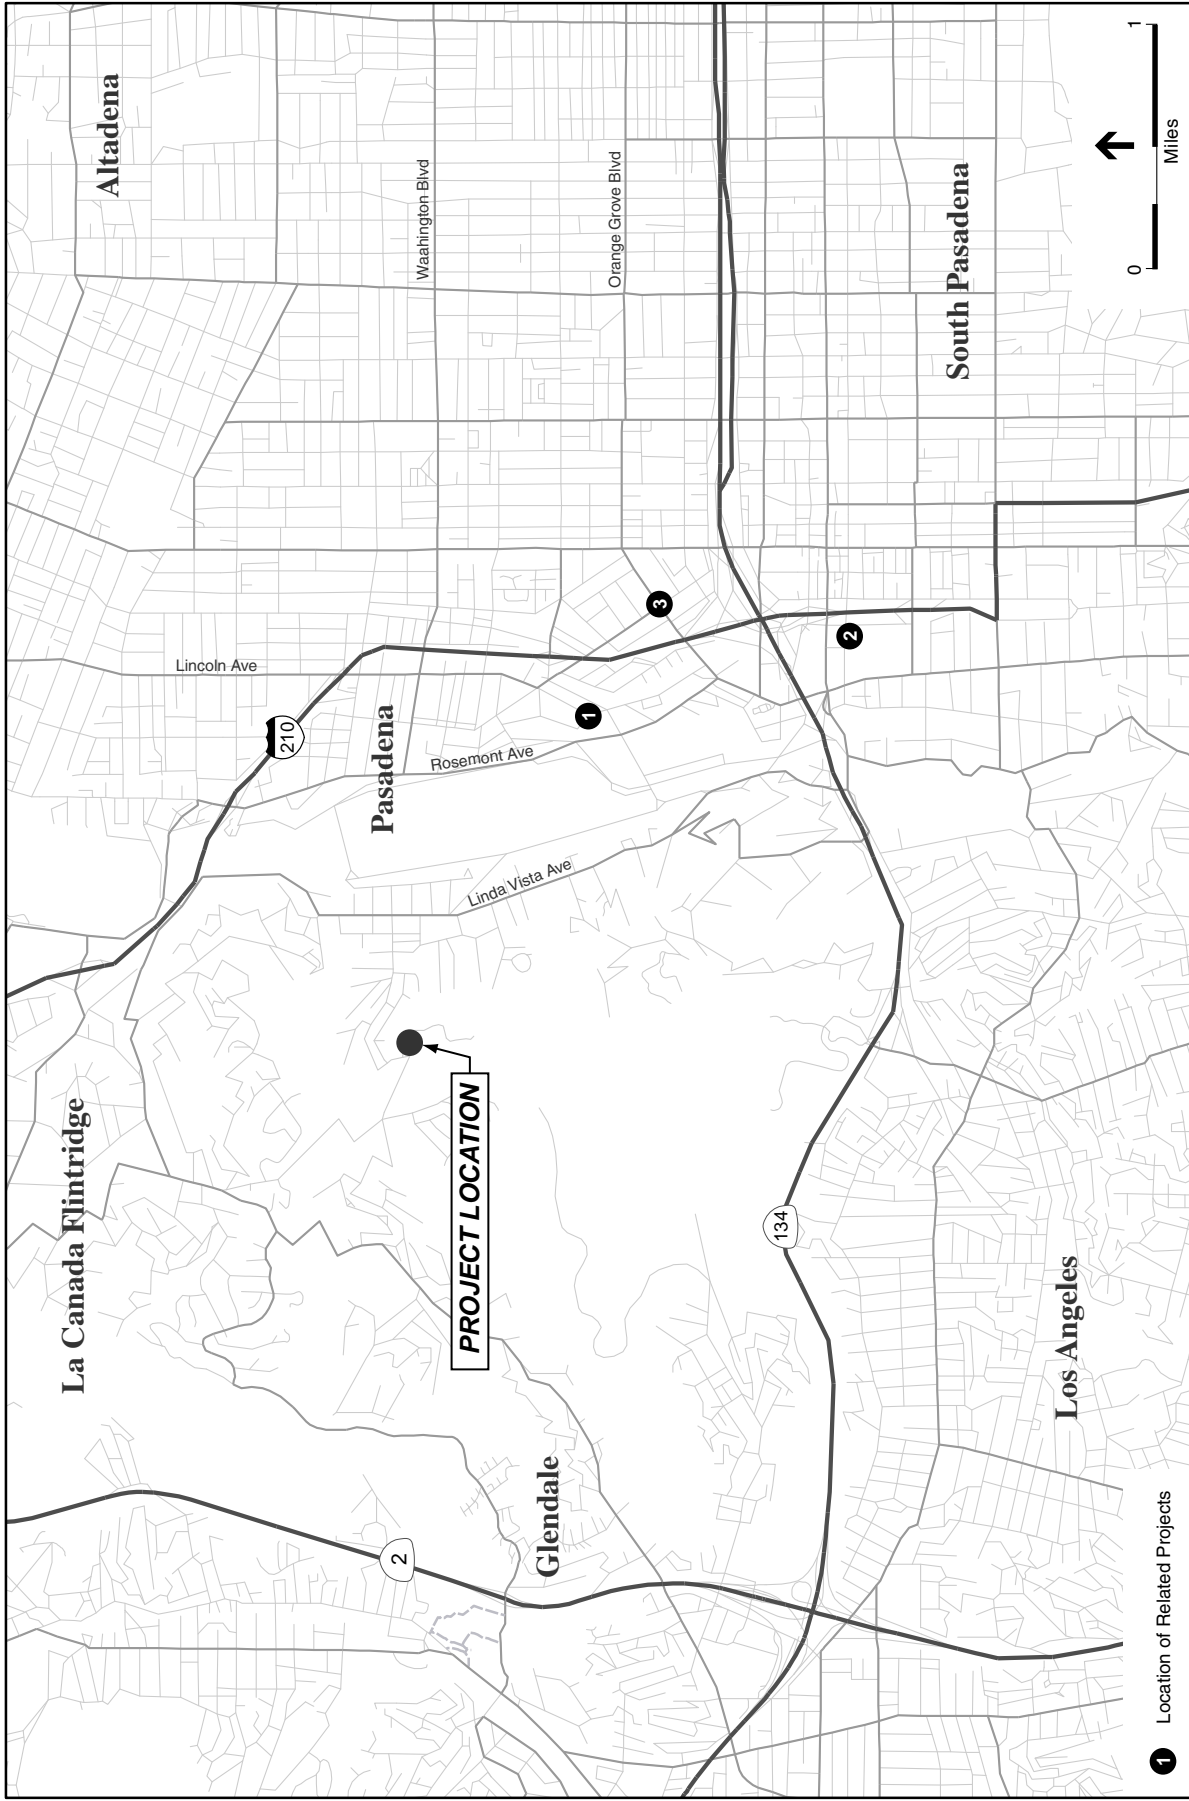 La Canada Flintridge
Altadena
Lincoln Ave
210
Pasadena
2
Waahington Blvd
PROJECT LOCATION
Rosemont Ave
Linda Vista Ave
Glendale
1
Orange Grove Blvd
3
134
2
South Pasadena
Los Angeles
0 1
Miles
1 Location of Related Projects